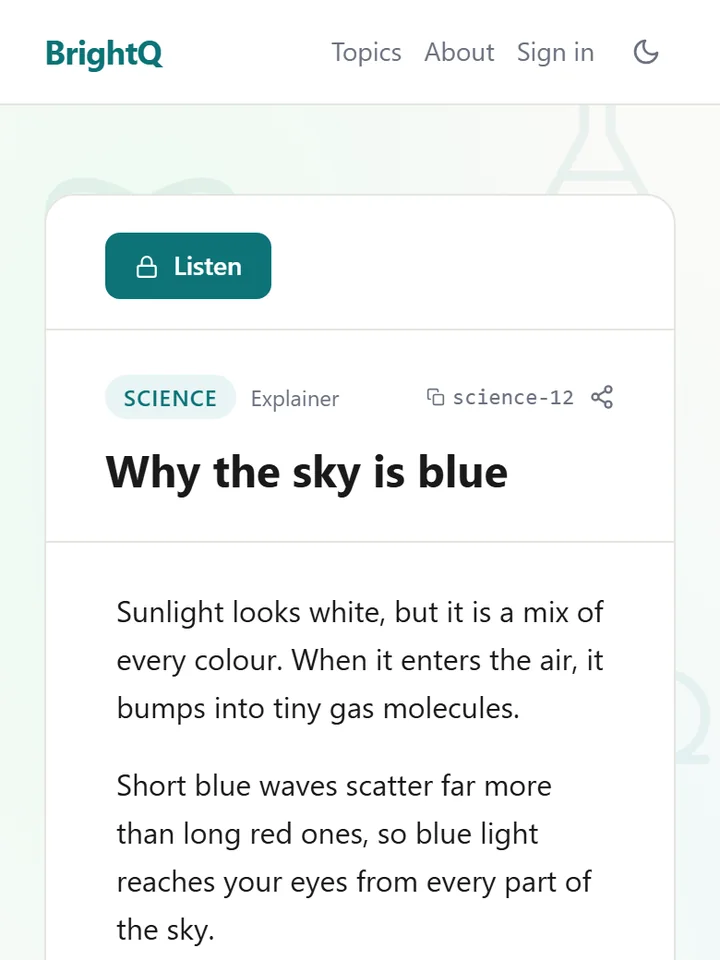 BrightQ
Topics About Sign in
Listen
SCIENCE Explainer science-12
Why the sky is blue
Sunlight looks white, but it is a mix of
every colour. When it enters the air, it
bumps into tiny gas molecules.
Short blue waves scatter far more
than long red ones, so blue light
reaches your eyes from every part of
the sky.